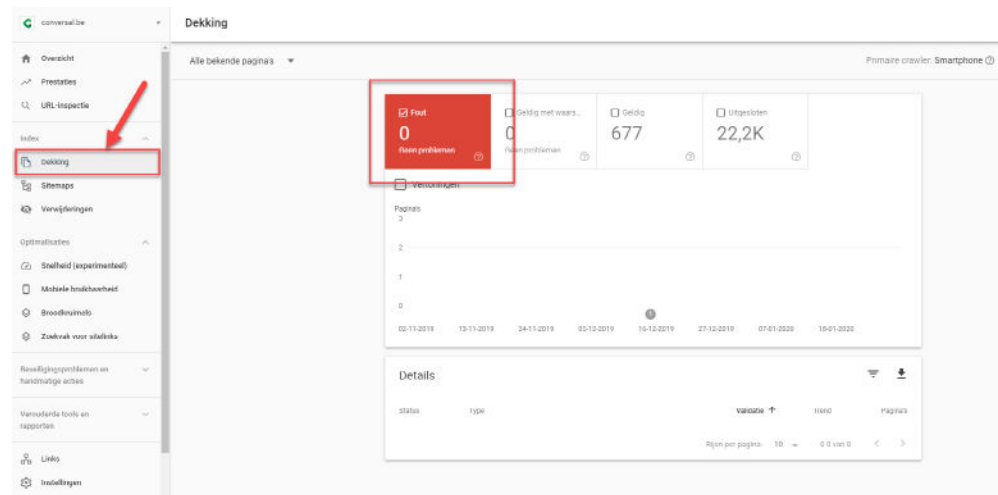 conversal.be
Dekking
Overzicht
Prestaties
URL-inspectie
Index
Dekking
Sitemaps
Verwijderingen
Optimalisaties
Snelheid (experimenteel)
Mobiele bruikbaarheid
Broodkruimels
Zoekvak voor sitelinks
Beveiligingsproblemen en
handmatige acties
Verouderde tools en
rapporten
Links
Instellingen
Alle bekende pagina's
Primaire crawler: Smartphone
Fout
0
Geen problemen
Geldig met waars...
0
Geen problemen
Geldig
677
Uitgesloten
22,2K
Vertoningen
Pagina's
3
2
1
0
02-11-2019 13-11-2019 24-11-2019 05-12-2019 16-12-2019 27-12-2019 07-01-2020 18-01-2020
Details
Status Type Validatie Trend Pagina's
Rijen per pagina: 10 0 0 van 0